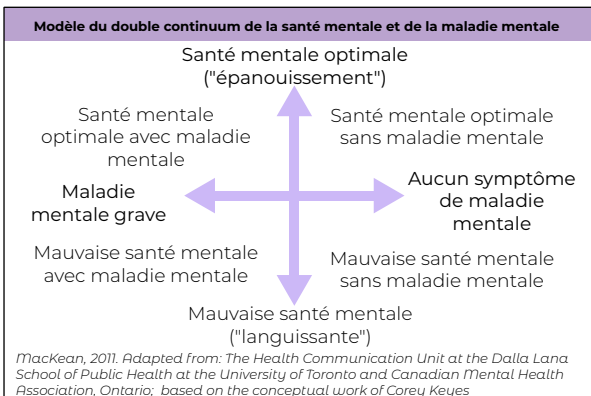 Modèle du double continuum de la santé mentale et de la maladie mentale
Santé mentale optimale
("épanouissement")
Santé mentale
optimale avec maladie
mentale
Santé mentale optimale
sans maladie mentale
Maladie
mentale grave
Aucun symptôme
de maladie
mentale
Mauvaise santé mentale
avec maladie mentale
Mauvaise santé mentale
sans maladie mentale
Mauvaise santé mentale
("languissante")
MacKean, 2011. Adapted from: The Health Communication Unit at the Dalla Lana
School of Public Health at the University of Toronto and Canadian Mental Health
Association, Ontario; based on the conceptual work of Corey Keyes